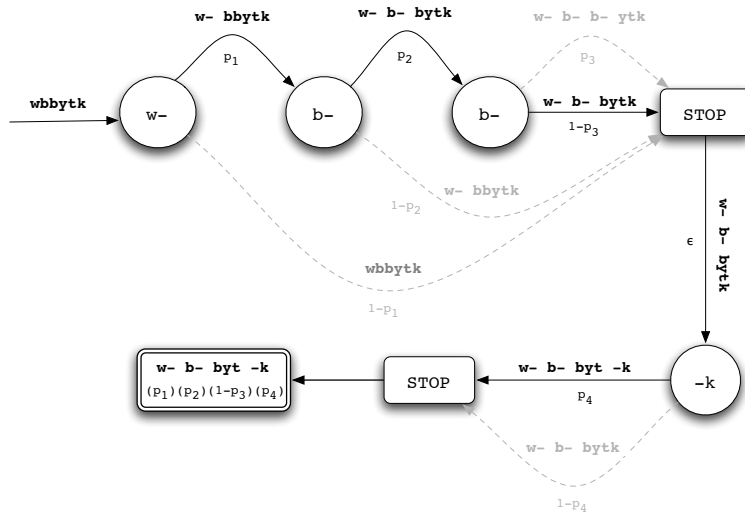 w- bbytk
p1
w- b- bytk
p2
w- b- b- ytk
p3
wbbytk
w-
b-
b-
w- b- bytk
1-p3
STOP
w- bbytk
1-p2
wbbytk
1-p1
ϵ
w- b- bytk
w- b- byt -k
(p1)(p2)(1-p3)(p4)
STOP
w- b- byt -k
p4
-k
w- b- bytk
1-p4